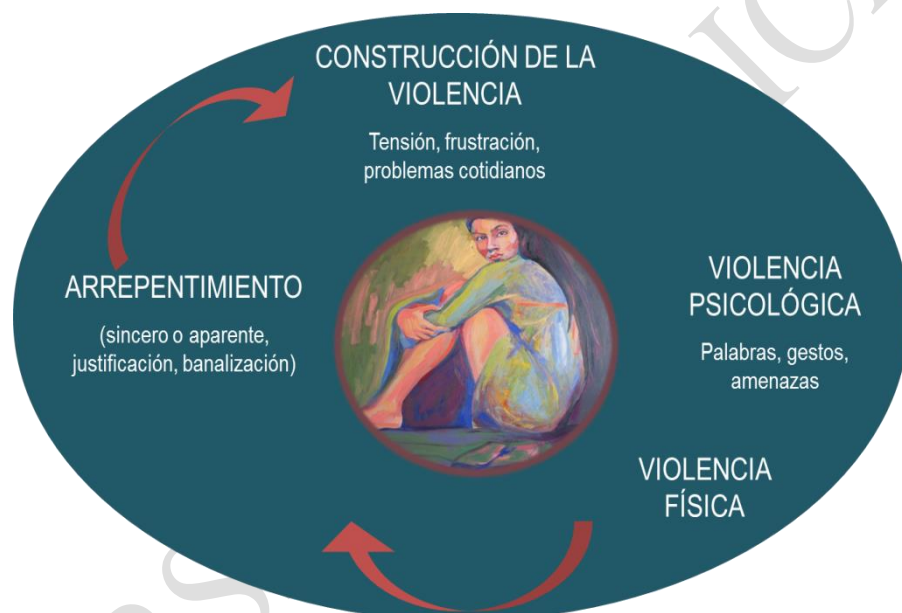 CONSTRUCCIÓN DE LA
VIOLENCIA
Tensión, frustración,
problemas cotidianos
ARREPENTIMIENTO
(sincero o aparente,
justificación, banalización)
VIOLENCIA
PSICOLÓGICA
Palabras, gestos,
amenazas
VIOLENCIA
FÍSICA